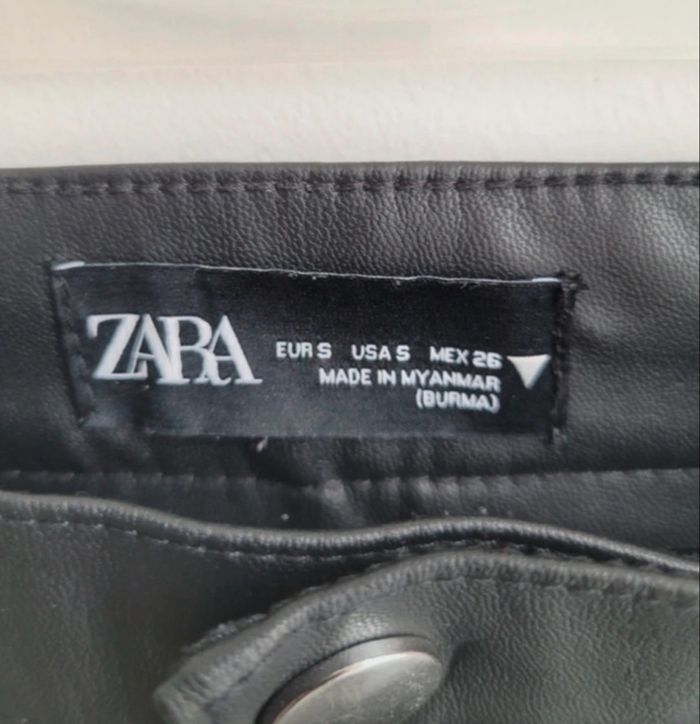 ZARA
EUR S USA S MEX 26
MADE IN MYANMAR
(BURMA)